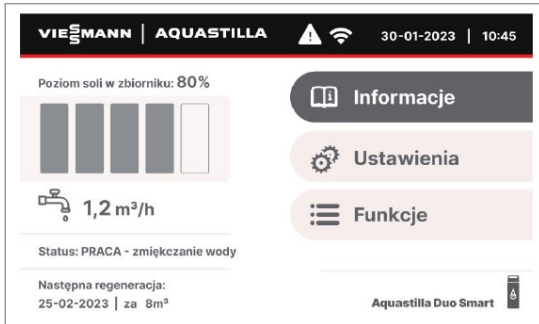 VIESSMANN | AQUASTILLA 30-01-2023 | 10:45
Poziom soli w zbiorniku: 80%
1,2 m³/h
Status: PRACA - zmiękczanie wody
Następna regeneracja:
25-02-2023 | za 8m³
Informacje
Ustawienia
Funkcje
Aquastilla Duo Smart